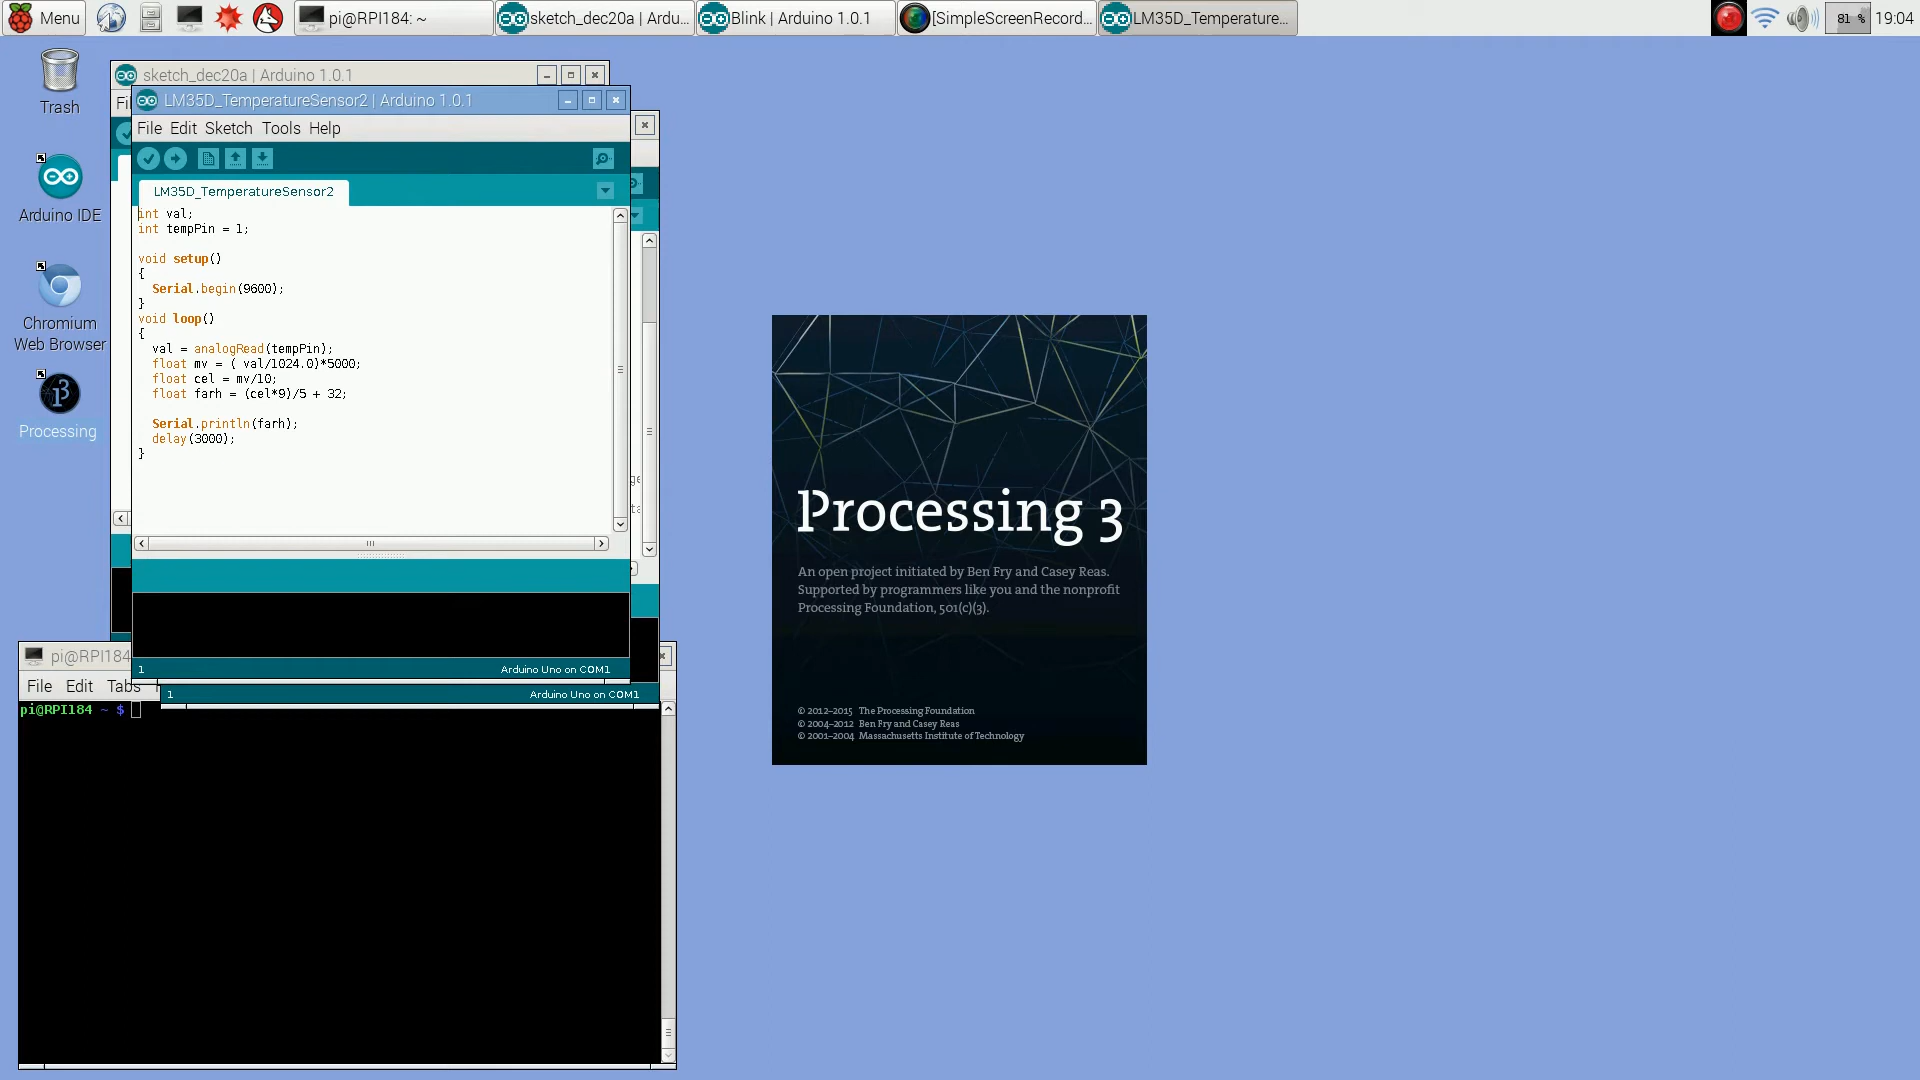 Menu
pi@RPI184: ~
sketch_dec20a | Ardu...
Blink | Arduino 1.0.1
[SimpleScreenRecord...
LM35D_Temperature...
81 %
19:04
Trash
Arduino IDE
Chromium
Web Browser
Processing
sketch_dec20a | Arduino 1.0.1
LM35D_TemperatureSensor2 | Arduino 1.0.1
File Edit Sketch Tools Help
LM35D_TemperatureSensor2
int val;
int tempPin = 1;
void setup()
{
Serial.begin(9600);
}
void loop()
{
val = analogRead(tempPin);
float mv = ( val/1024.0)*5000;
float cel = mv/10;
float farh = (cel*9)/5 + 32;
Serial.println(farh);
delay(3000);
}
1
Arduino Uno on COM1
1
Arduino Uno on COM1
pi@RPI184
File Edit Tabs
pi@RPI184 ~ $
Processing 3
An open project initiated by Ben Fry and Casey Reas.
Supported by programmers like you and the nonprofit
Processing Foundation, 501(c)(3).
© 2012–2015 The Processing Foundation
© 2004–2012 Ben Fry and Casey Reas
© 2001–2004 Massachusetts Institute of Technology